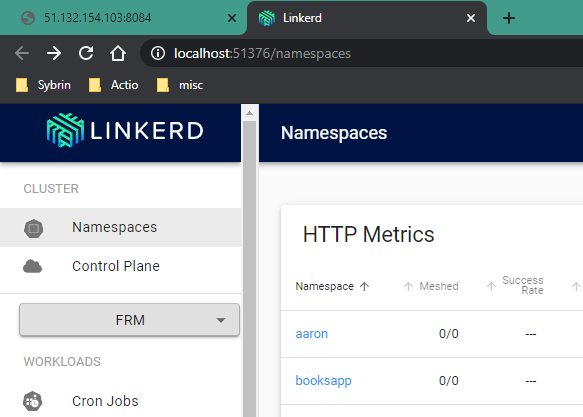 51.132.154.103:8084
Linkerd
localhost:51376/namespaces
Sybrin Actio misc
LINKERD
Namespaces
CLUSTER
Namespaces
Control Plane
FRM
WORKLOADS
Cron Jobs
HTTP Metrics
Namespace Meshed Success
Rate
aaron 0/0 ---
booksapp 0/0 ---